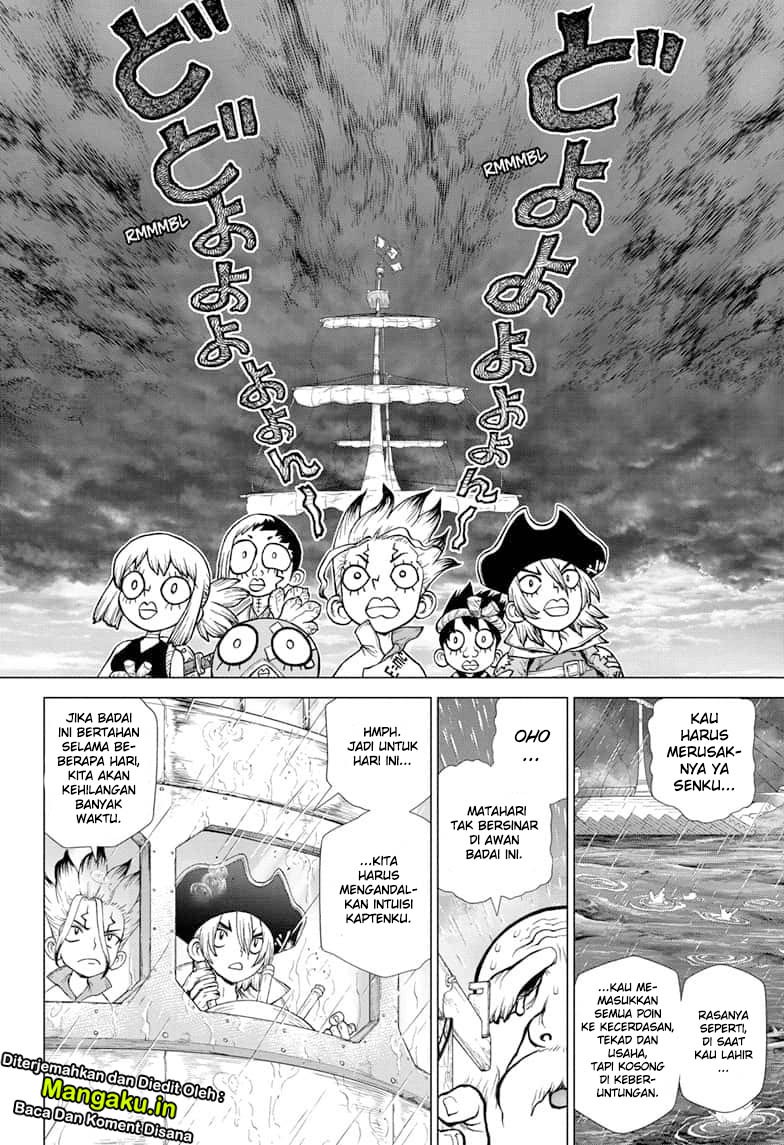 どよよよよよん〜
RMMMBL
どどよよよよよん〜
RMMMBL
KAU
HARUS
MERUSAK-
NYA YA
SENKU...
RASANYA
SEPERTI,
DI SAAT
KAU LAHIR
...
...KAU ME-
MASUKKAN
SEMUA POIN
KE KECERDASAN,
TEKAD DAN
USAHA,
TAPI KOSONG
DI KEBER-
UNTUNGAN.
OHO
...
MATAHARI
TAK BERSINAR
DI AWAN
BADAI INI.
HMPH.
JADI UNTUK
HARI INI...
...KITA
HARUS
MENGANDAL-
KAN INTUISI
KAPTENKU.
JIKA BADAI
INI BERTAHAN
SELAMA BE-
BERAPA HARI,
KITA AKAN
KEHILANGAN
BANYAK
WAKTU.
Diterjemahkan dan Diedit Oleh :
Mangaku.in
Baca Dan Koment Disana